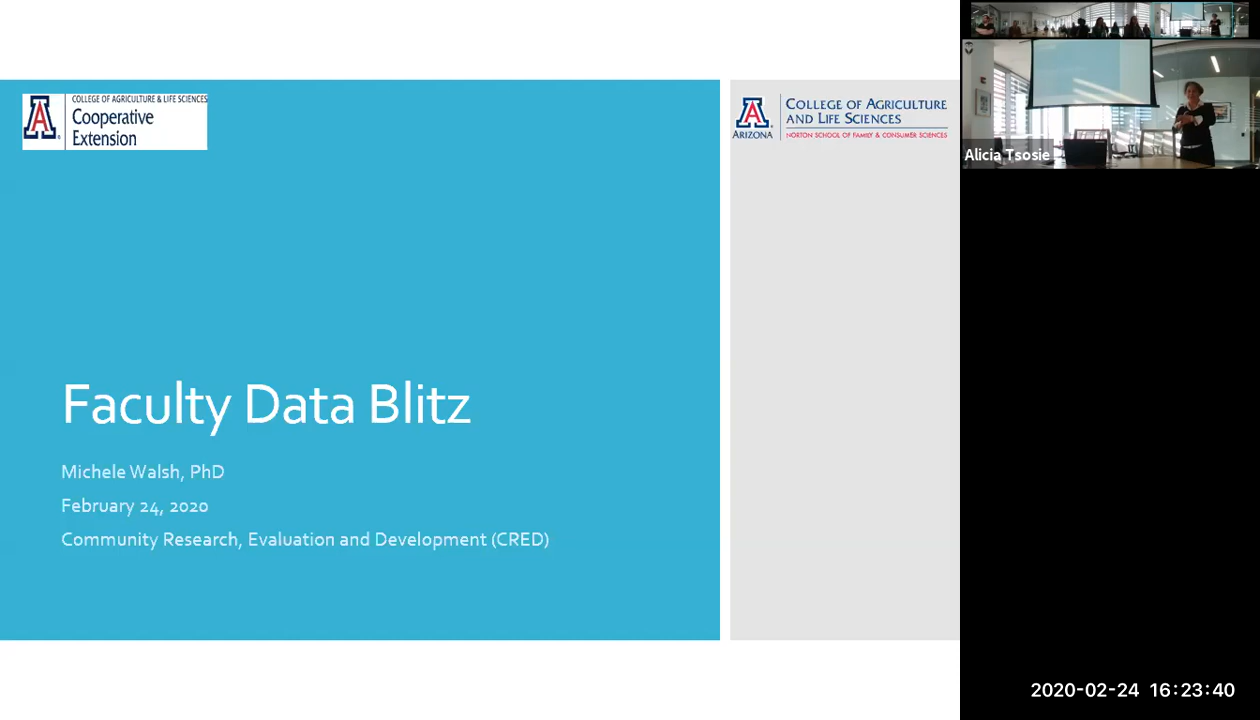 COLLEGE OF AGRICULTURE & LIFE SCIENCES
Cooperative
Extension
ARIZONA
COLLEGE OF AGRICULTURE
AND LIFE SCIENCES
NORTON SCHOOL OF FAMILY & CONSUMER SCIENCES
Alicia Tsosie
Faculty Data Blitz
Michele Walsh, PhD
February 24, 2020
Community Research, Evaluation and Development (CRED)
2020-02-24 16:23:40